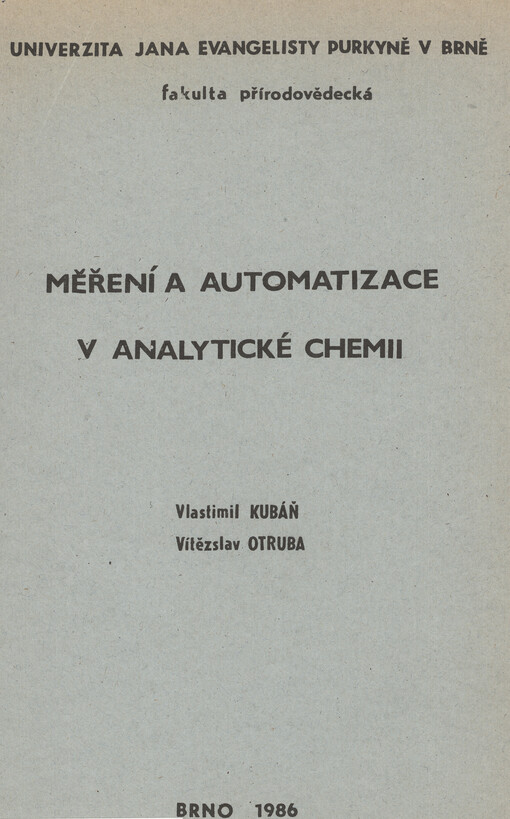 UNIVERZITA JANA EVANGELISTY PURKYNĚ V BRNĚ
fakulta přírodovědecká
MĚŘENÍ A AUTOMATIZACE
V ANALYTICKÉ CHEMII
Vlastimil KUBÁŇ
Vítězslav OTRUBA
BRNO 1986